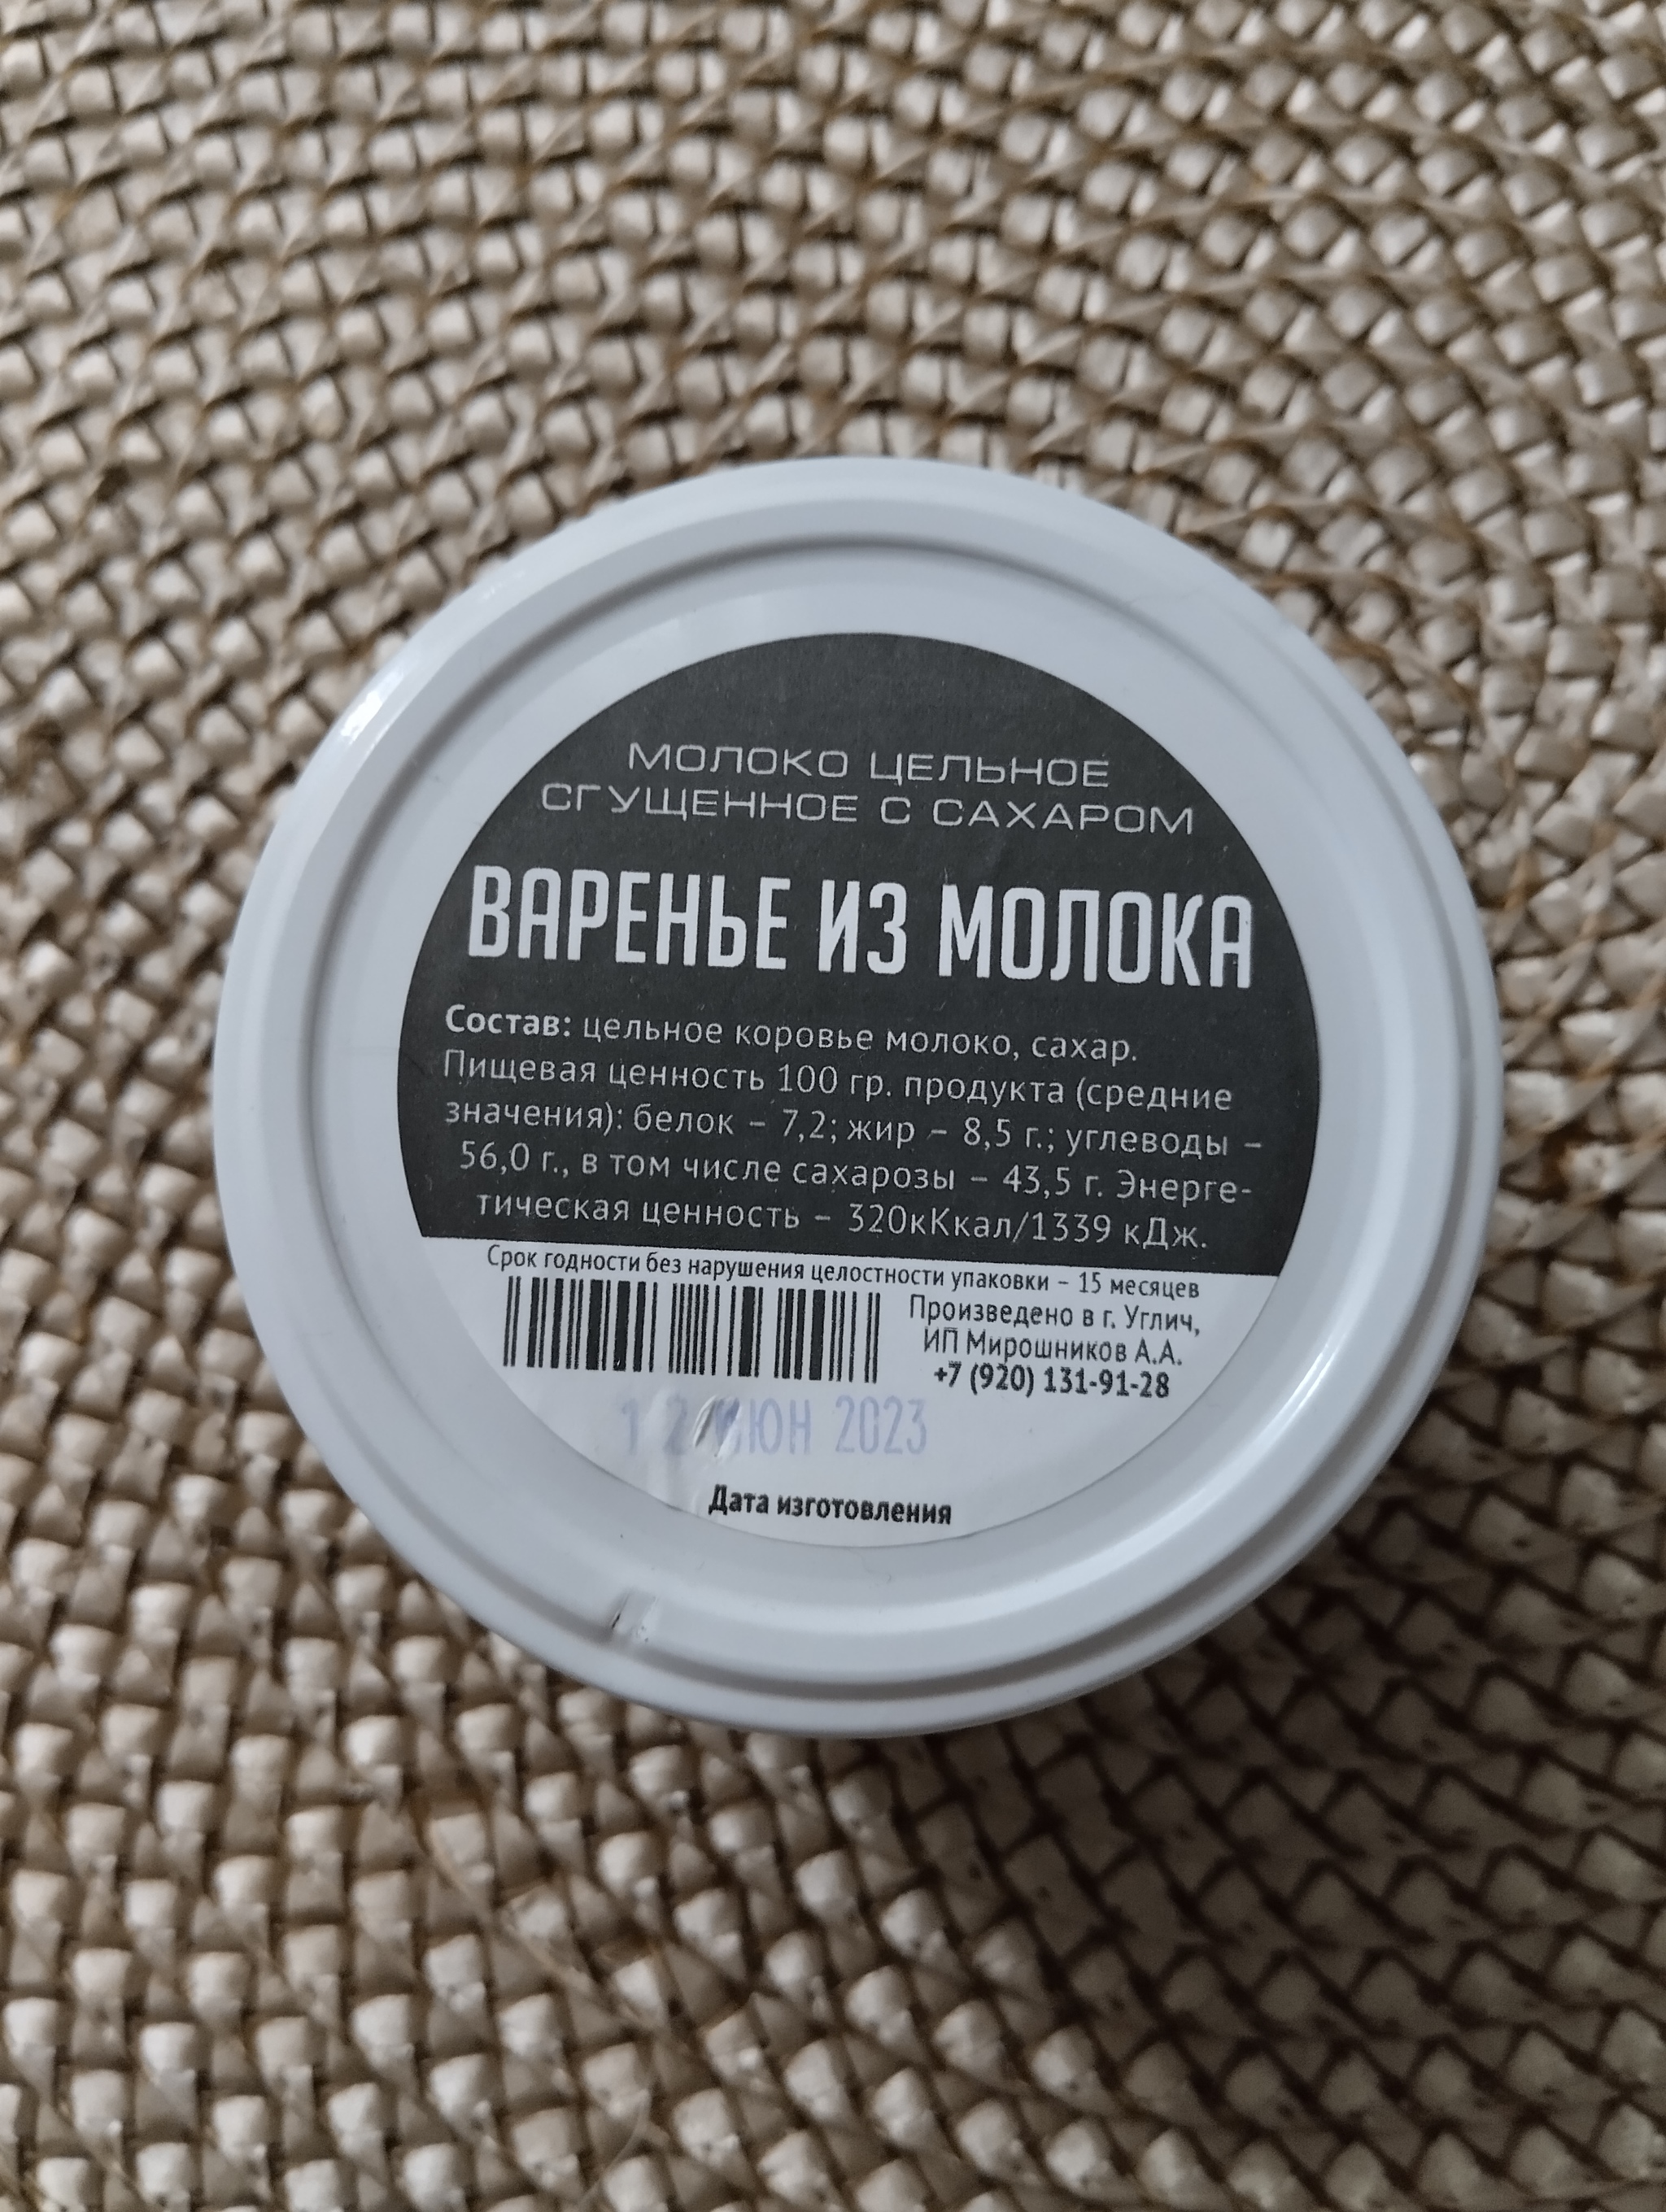 МОЛОКО ЦЕЛЬНОЕ
СГУЩЕННОЕ С САХАРОМ
ВАРЕНЬЕ ИЗ МОЛОКА
Состав: цельное коровье молоко, сахар.
Пищевая ценность 100 гр. продукта (средние
значения): белок – 7,2; жир – 8,5 г.; углеводы –
56,0 г., в том числе сахарозы – 43,5 г. Энерге-
тическая ценность – 320кКкал/1339 кДж.
Срок годности без нарушения целостности упаковки – 15 месяцев
Произведено в г. Углич,
ИП Мирошников А.А.
+7 (920) 131-91-28
12 ИЮН 2023
Дата изготовления